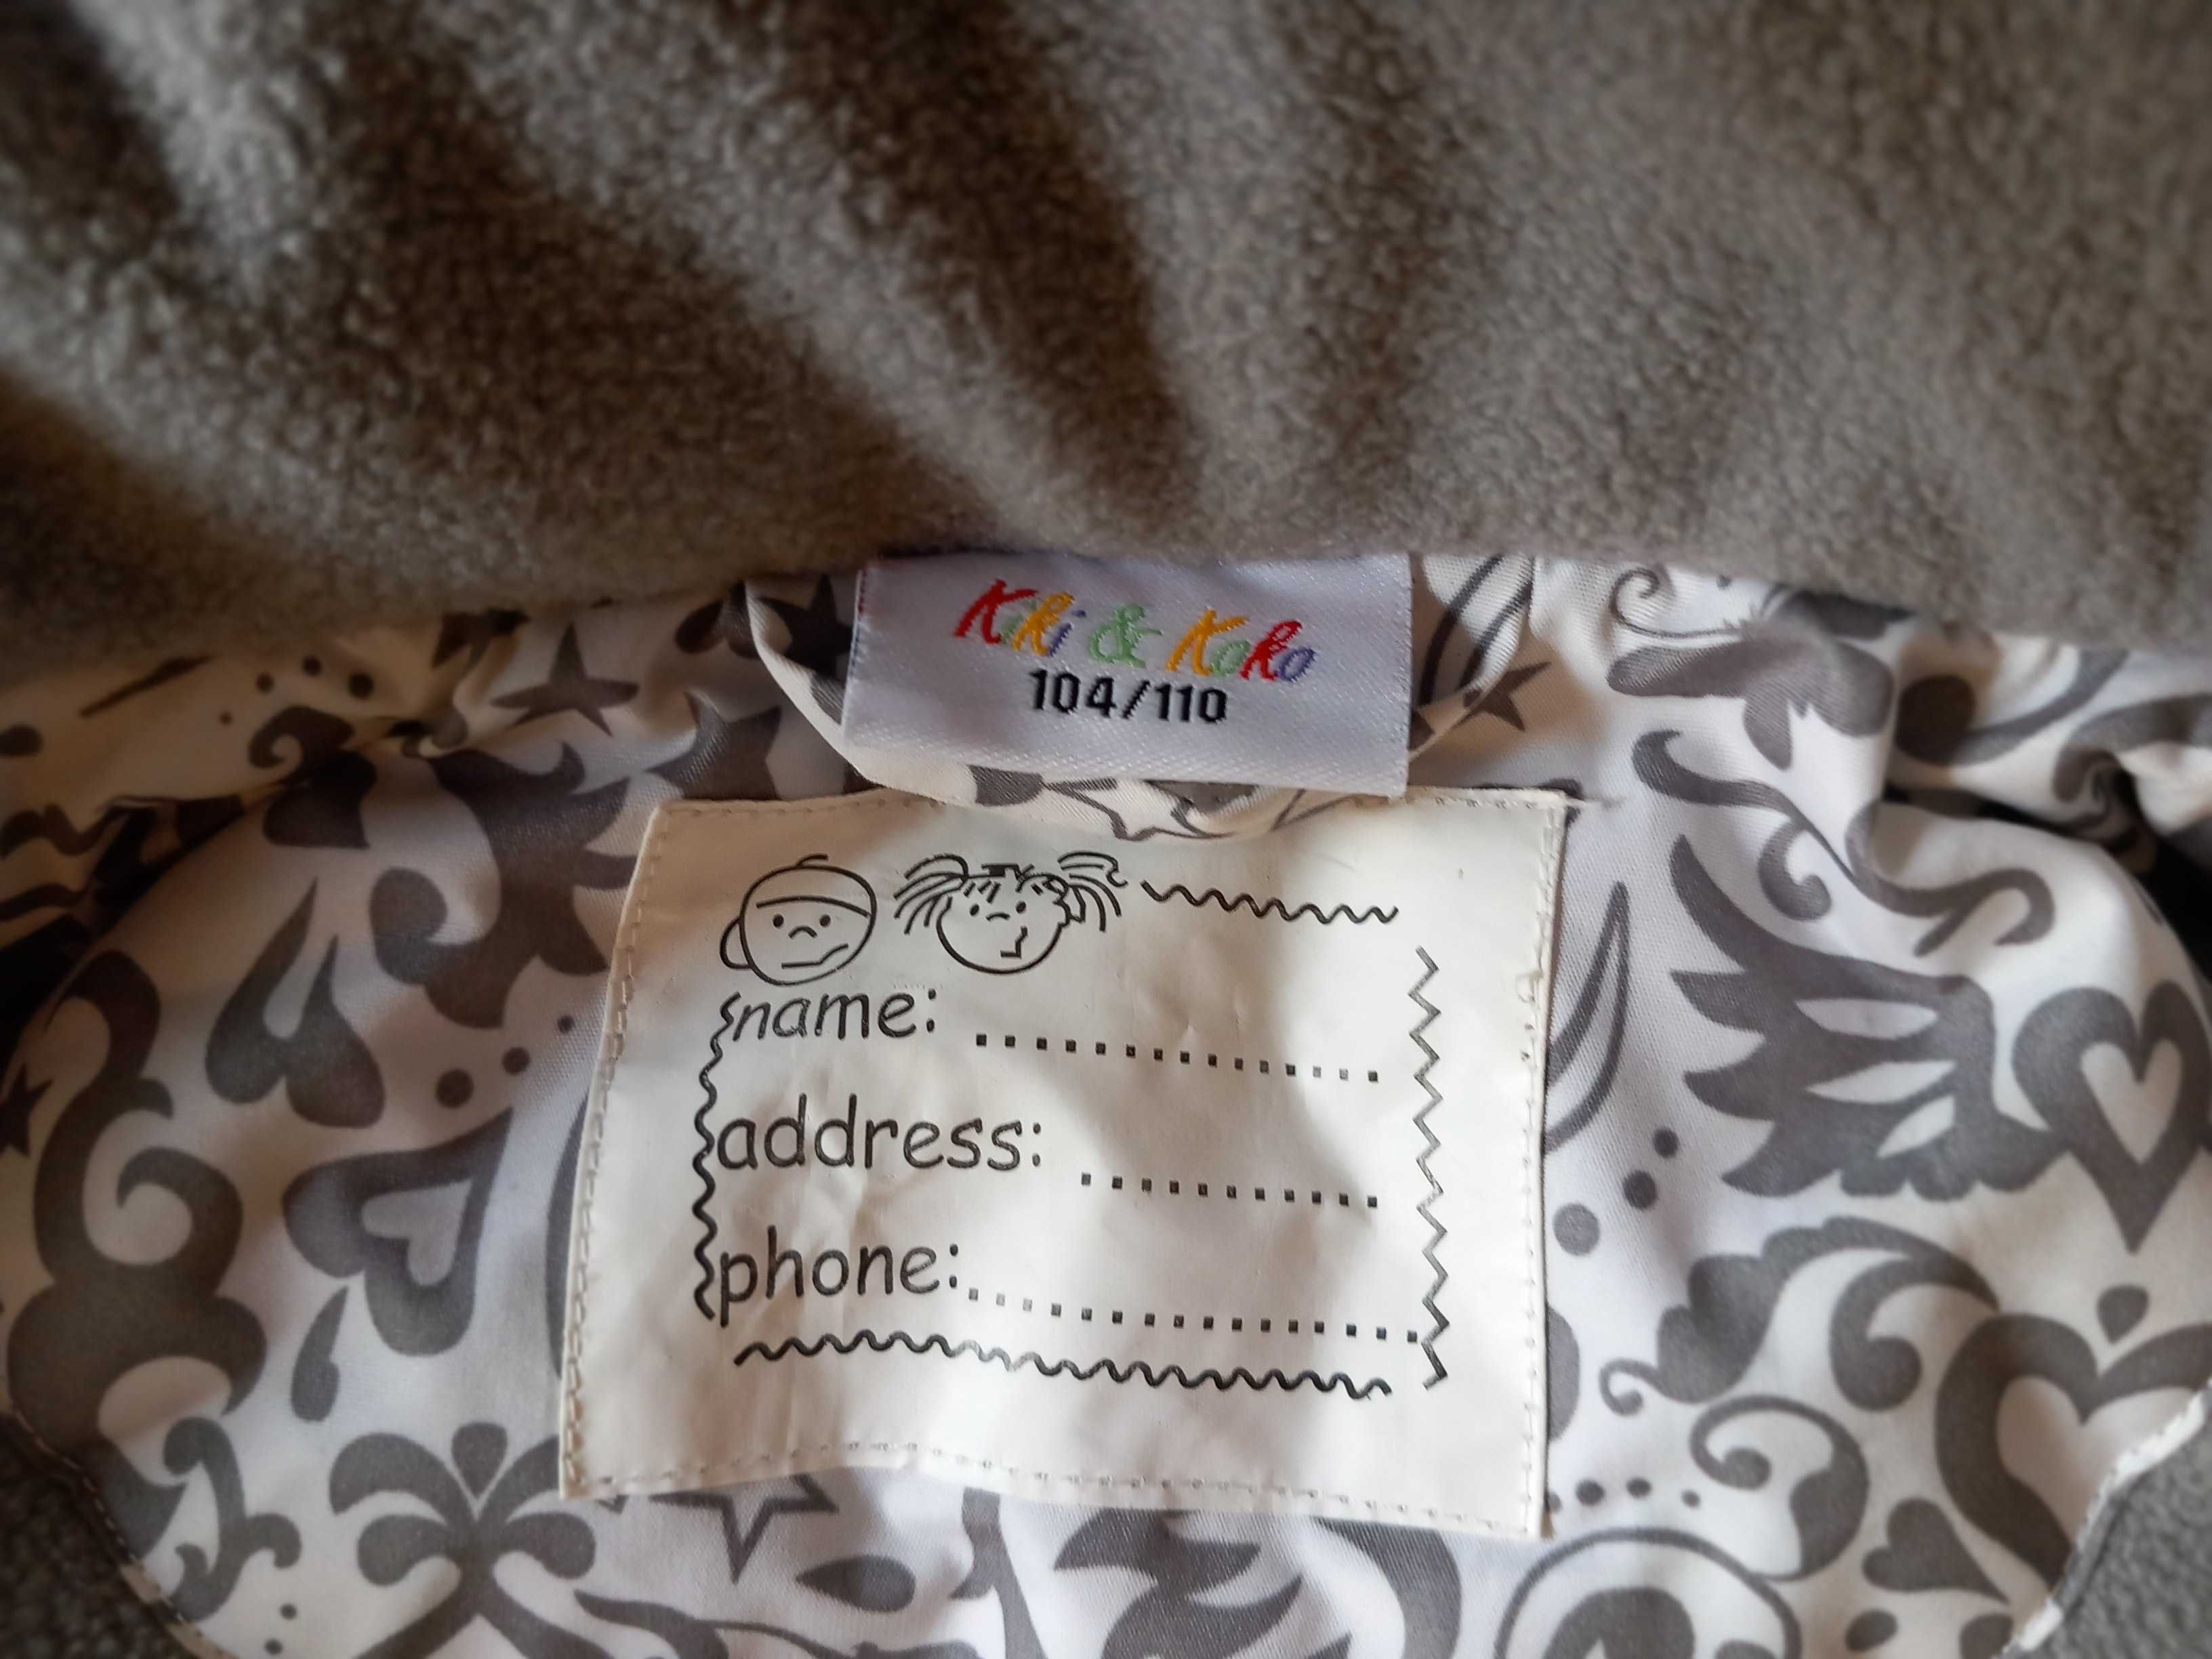 Kiki & Koko
104/110
name: ................
address: ...........
phone:.................